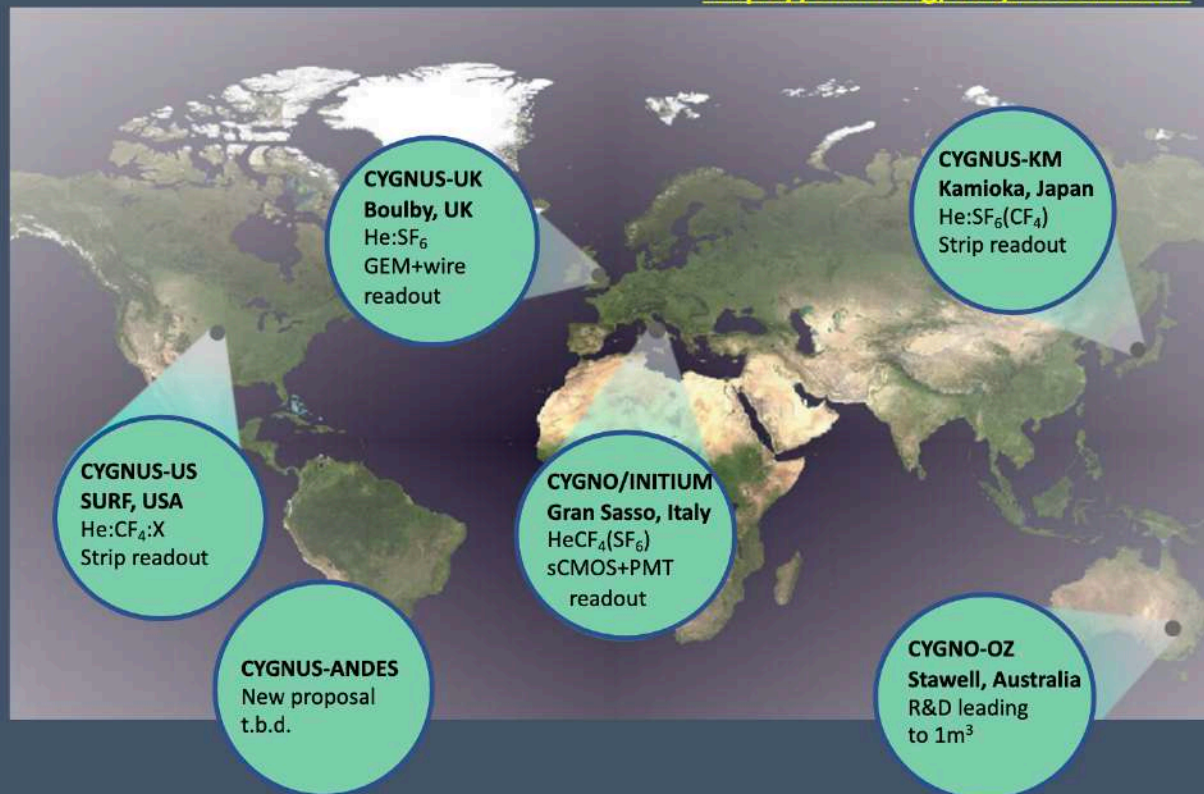 CYGNUS-UK
Boulby, UK
He:SF₆
GEM+wire
readout
CYGNUS-KM
Kamioka, Japan
He:SF₆(CF₄)
Strip readout
CYGNUS-US
SURF, USA
He:CF₄:X
Strip readout
CYGNO/INITIUM
Gran Sasso, Italy
HeCF₄(SF₆)
sCMOS+PMT
readout
CYGNUS-ANDES
New proposal
t.b.d.
CYGNO-OZ
Stawell, Australia
R&D leading
to 1m³